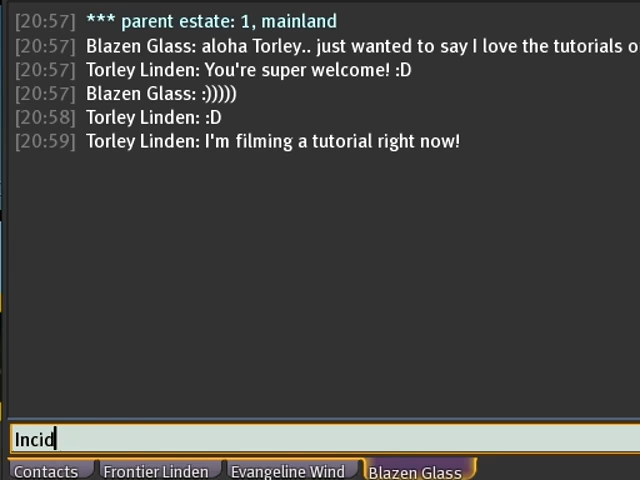 [20:57] *** parent estate: 1, mainland
[20:57] Blazen Glass: aloha Torley.. just wanted to say I love the tutorials o
[20:57] Torley Linden: You're super welcome! :D
[20:57] Blazen Glass: :)))))
[20:58] Torley Linden: :D
[20:59] Torley Linden: I'm filming a tutorial right now!
Incid
Contacts Frontier Linden Evangeline Wind Blazen Glass